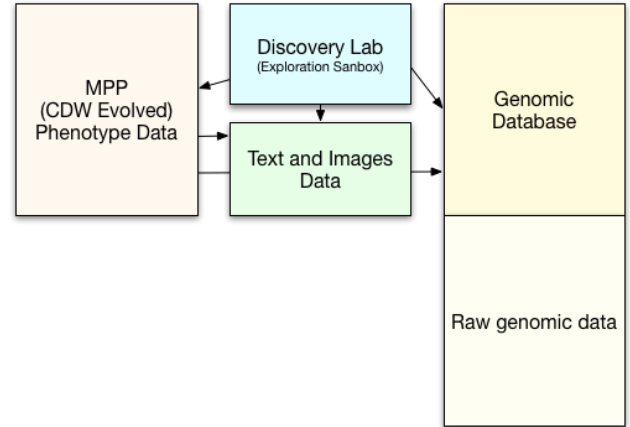 MPP
(CDW Evolved)
Phenotype Data
Discovery Lab
(Exploration Sanbox)
Text and Images
Data
Genomic
Database
Raw genomic data